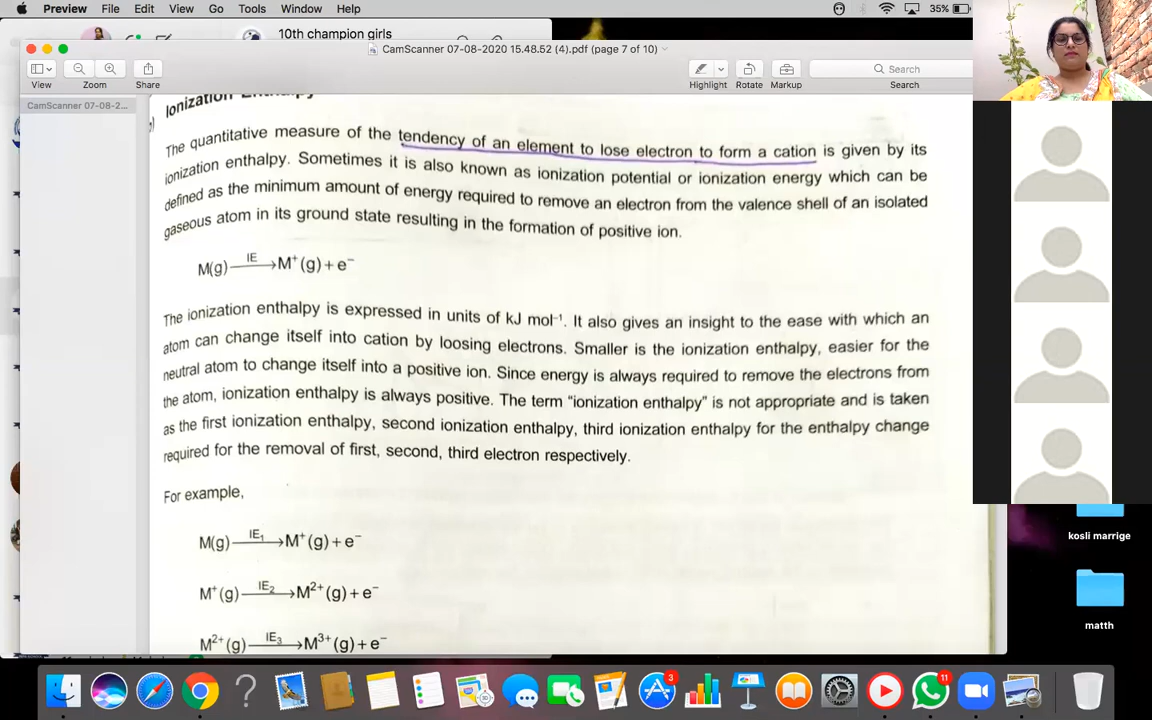 Preview File Edit View Go Tools Window Help 35%
10th champion girls
CamScanner 07-08-2020 15.48.52 (4).pdf (page 7 of 10)
View Zoom Share Highlight Rotate Markup Search
Search
CamScanner 07-08-2...
Ionization Enthalpy
The quantitative measure of the tendency of an element to lose electron to form a cation is given by its
ionization enthalpy. Sometimes it is also known as ionization potential or ionization energy which can be
defined as the minimum amount of energy required to remove an electron from the valence shell of an isolated
gaseous atom in its ground state resulting in the formation of positive ion.
M(g) —IE→ M⁺(g) + e⁻
The ionization enthalpy is expressed in units of kJ mol⁻¹. It also gives an insight to the ease with which an
atom can change itself into cation by loosing electrons. Smaller is the ionization enthalpy, easier for the
neutral atom to change itself into a positive ion. Since energy is always required to remove the electrons from
the atom, ionization enthalpy is always positive. The term "ionization enthalpy" is not appropriate and is taken
as the first ionization enthalpy, second ionization enthalpy, third ionization enthalpy for the enthalpy change
required for the removal of first, second, third electron respectively.
For example,
M(g) —IE₁→ M⁺(g) + e⁻
M⁺(g) —IE₂→ M²⁺(g) + e⁻
M²⁺(g) —IE₃→ M³⁺(g) + e⁻
kosli marrige
matth
3
11